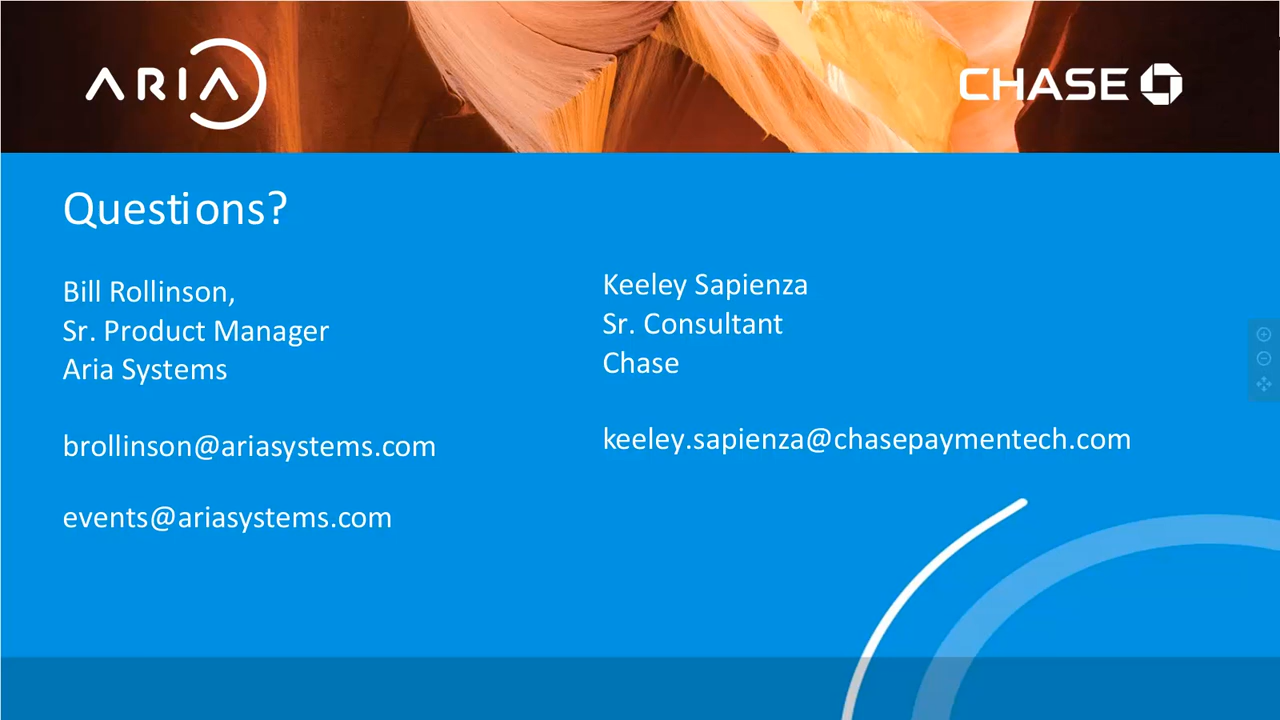 ARIA
CHASE
Questions?
Bill Rollinson,
Sr. Product Manager
Aria Systems
brollinson@ariasystems.com
events@ariasystems.com
Keeley Sapienza
Sr. Consultant
Chase
keeley.sapienza@chasepaymentech.com